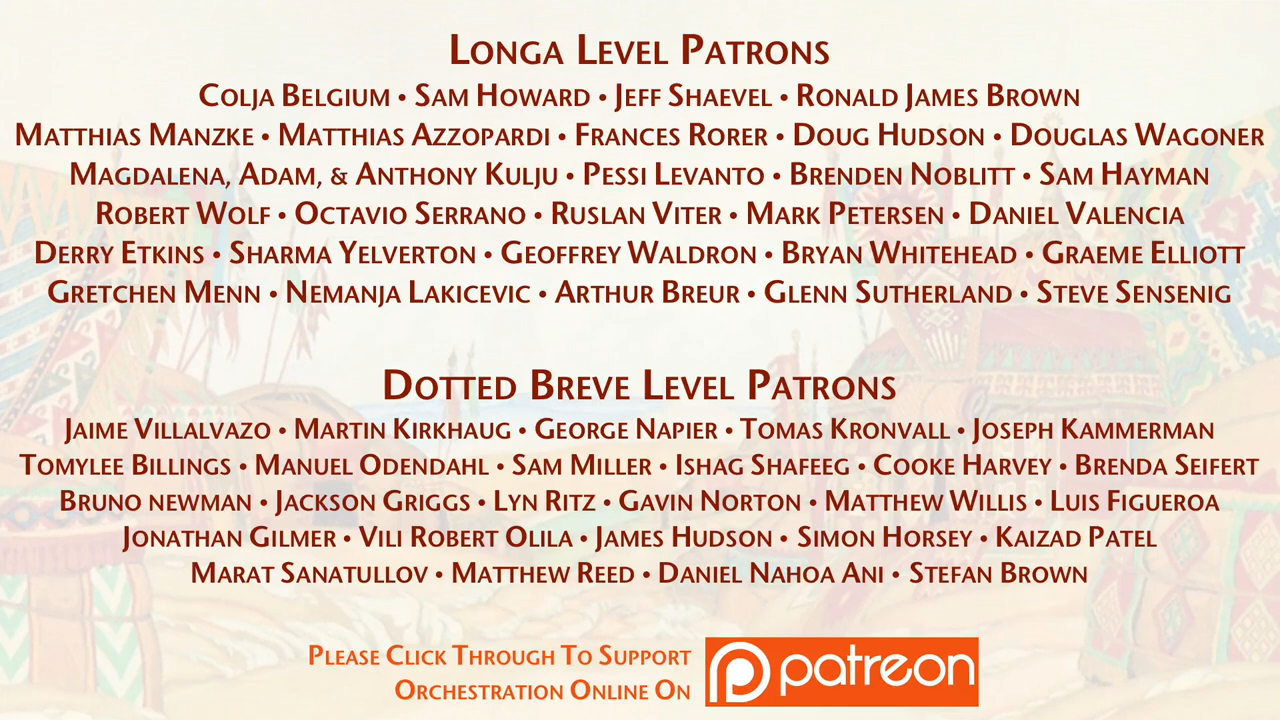 Longa Level Patrons
Colja Belgium • Sam Howard • Jeff Shaevel • Ronald James Brown
Matthias Manzke • Matthias Azzopardi • Frances Rorer • Doug Hudson • Douglas Wagoner
Magdalena, Adam, & Anthony Kulju • Pessi Levanto • Brenden Noblitt • Sam Hayman
Robert Wolf • Octavio Serrano • Ruslan Viter • Mark Petersen • Daniel Valencia
Derry Etkins • Sharma Yelverton • Geoffrey Waldron • Bryan Whitehead • Graeme Elliott
Gretchen Menn • Nemanja Lakicevic • Arthur Breur • Glenn Sutherland • Steve Sensenig
Dotted Breve Level Patrons
Jaime Villalvazo • Martin Kirkhaug • George Napier • Tomas Kronvall • Joseph Kammerman
Tomylee Billings • Manuel Odendahl • Sam Miller • Ishag Shafeeg • Cooke Harvey • Brenda Seifert
Bruno newman • Jackson Griggs • Lyn Ritz • Gavin Norton • Matthew Willis • Luis Figueroa
Jonathan Gilmer • Vili Robert Olila • James Hudson • Simon Horsey • Kaizad Patel
Marat Sanatullov • Matthew Reed • Daniel Nahoa Ani • Stefan Brown
Please Click Through To Support
Orchestration Online On
patreon